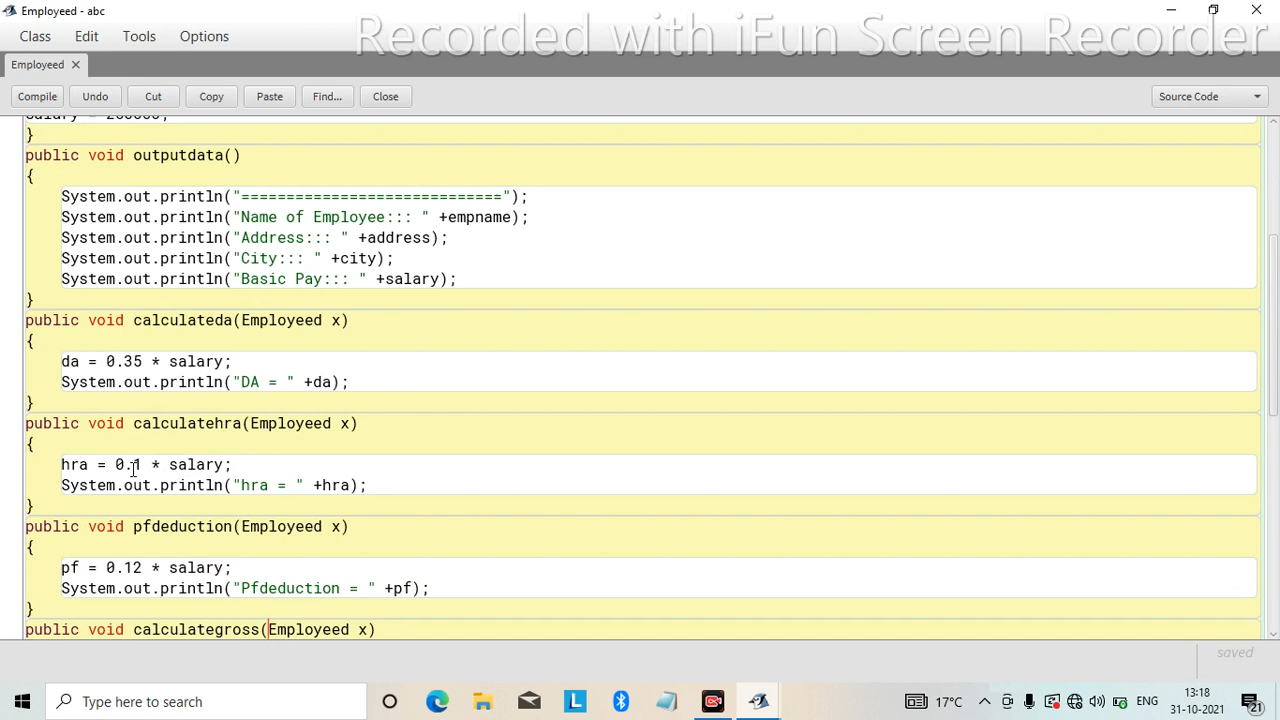 Employeed - abc
Recorded with iFun Screen Recorder
Class Edit Tools Options
Employeed
Compile Undo Cut Copy Paste Find... Close Source Code
}
public void outputdata()
{
System.out.println("=============================");
System.out.println("Name of Employee::: " +empname);
System.out.println("Address::: " +address);
System.out.println("City::: " +city);
System.out.println("Basic Pay::: " +salary);
}
public void calculateda(Employeed x)
{
da = 0.35 * salary;
System.out.println("DA = " +da);
}
public void calculatehra(Employeed x)
{
hra = 0.1 * salary;
System.out.println("hra = " +hra);
}
public void pfdeduction(Employeed x)
{
pf = 0.12 * salary;
System.out.println("Pfdeduction = " +pf);
}
public void calculategross(Employeed x)
saved
Type here to search
L
17°C
ENG
13:18
31-10-2021
21